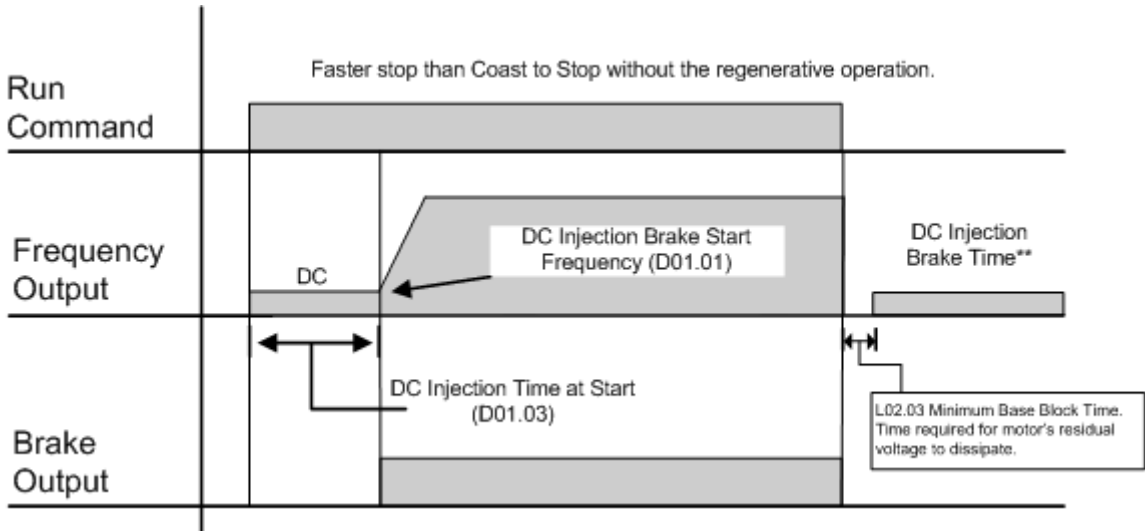 Faster stop than Coast to Stop without the regenerative operation.
Run
Command
Frequency
Output
DC
DC Injection Brake Start
Frequency (D01.01)
DC Injection
Brake Time**
DC Injection Time at Start
(D01.03)
L02.03 Minimum Base Block Time.
Time required for motor's residual
voltage to dissipate.
Brake
Output